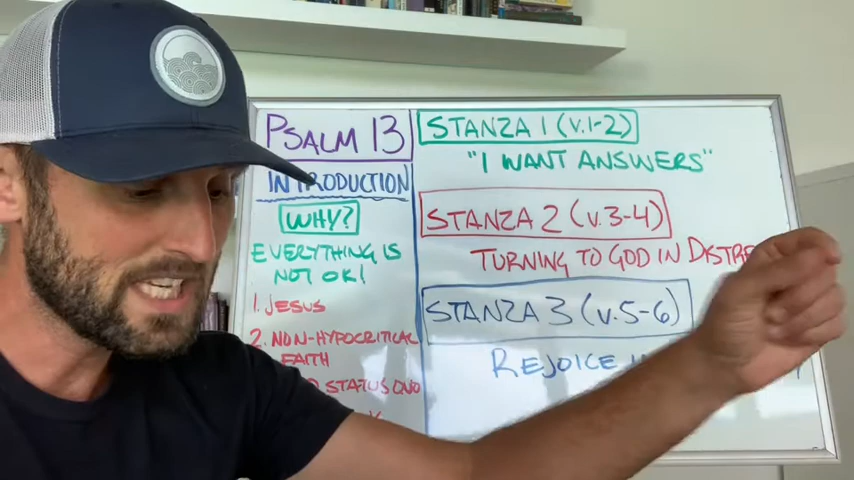 PSALM 13
INTRODUCTION
WHY?
EVERYTHING IS
NOT OK!
1. JESUS
2. NON-HYPOCRITICAL
FAITH
STATUS QUO
STANZA 1 (v.1-2)
"I WANT ANSWERS"
STANZA 2 (v.3-4)
TURNING TO GOD IN
STANZA 3 (v.5-6)
REJOICE